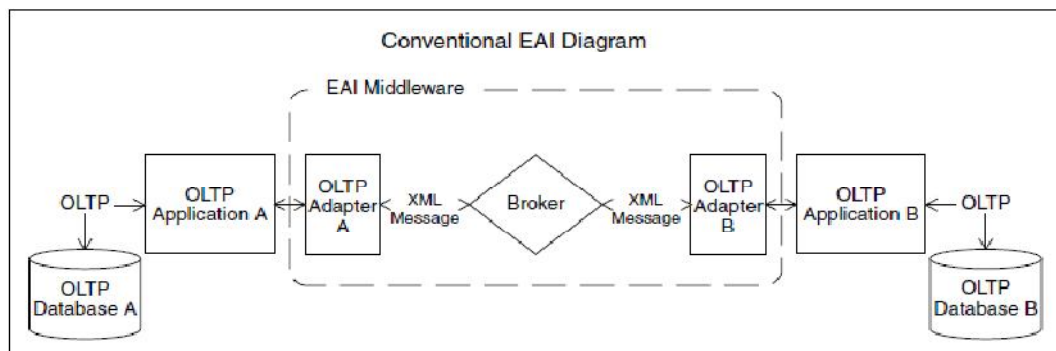 Conventional EAI Diagram
EAI Middleware
OLTP
OLTP
Application A
OLTP
Adapter
A
XML
Message
Broker
XML
Message
OLTP
Adapter
B
OLTP
Application B
OLTP
OLTP
Database A
OLTP
Database B